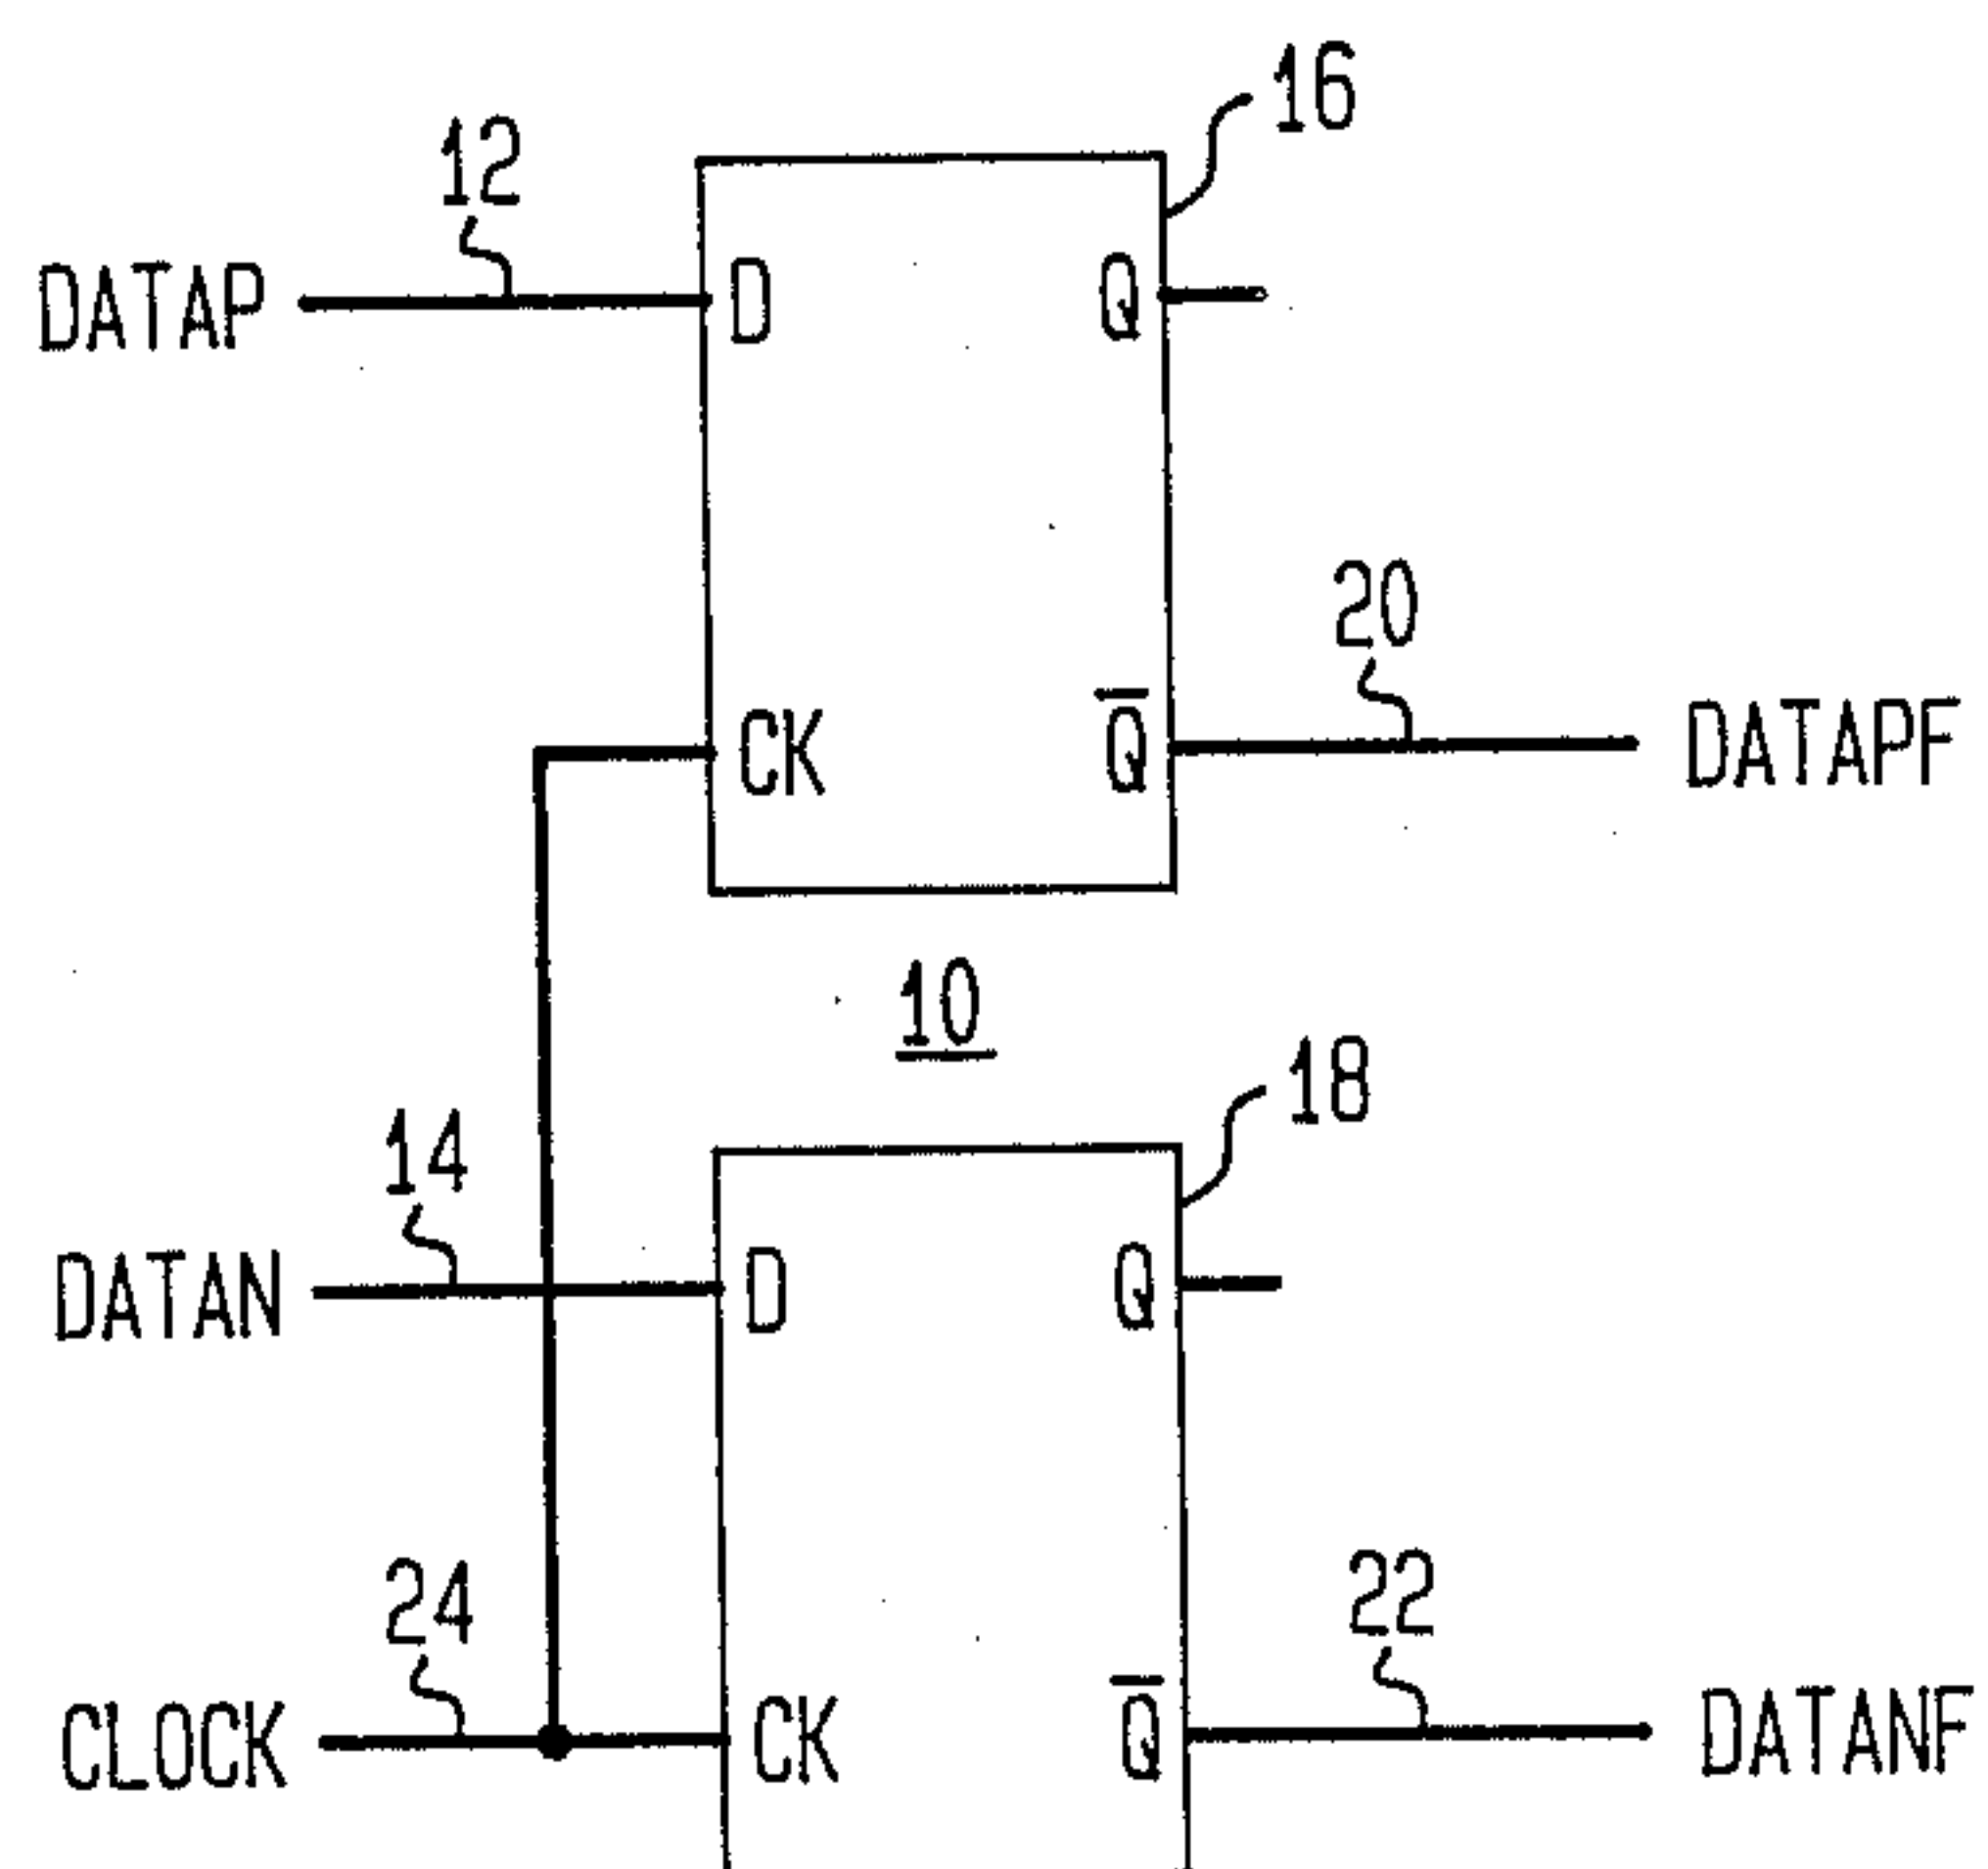 16
12
DATAP
D
Q
20
CK
Q̅
DATAPF
10
18
14
DATAN
D
Q
24
22
CLOCK
CK
Q̅
DATANF